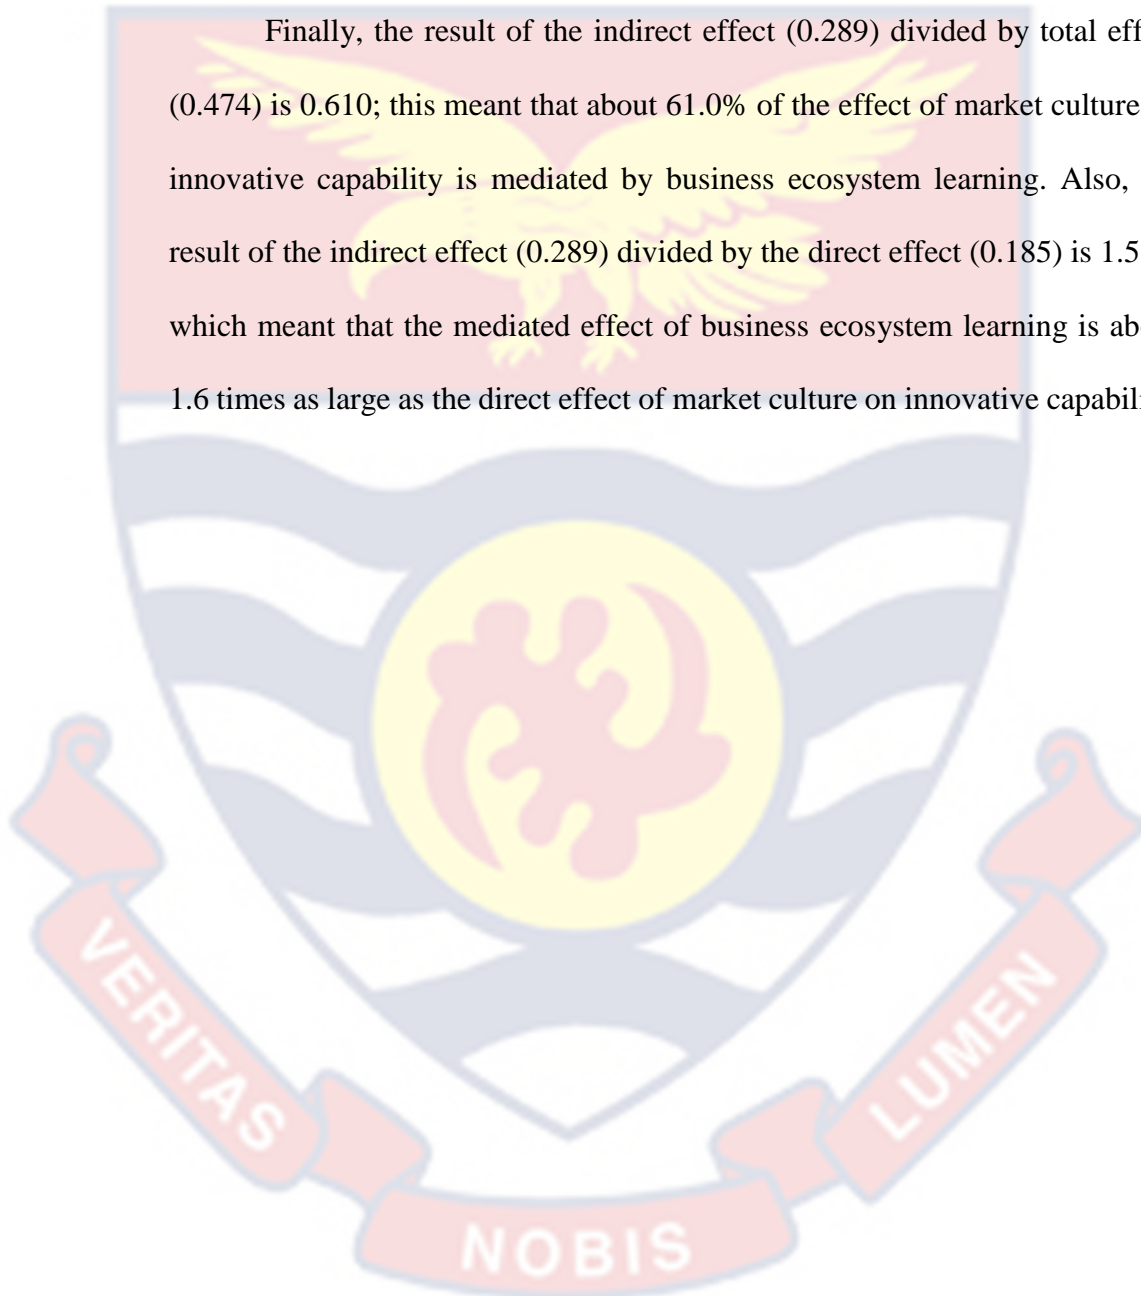 Finally, the result of the indirect effect (0.289) divided by total eff
(0.474) is 0.610; this meant that about 61.0% of the effect of market culture
innovative capability is mediated by business ecosystem learning. Also,
result of the indirect effect (0.289) divided by the direct effect (0.185) is 1.5
which meant that the mediated effect of business ecosystem learning is ab
1.6 times as large as the direct effect of market culture on innovative capabil
VERITAS
NOBIS
LUMEN